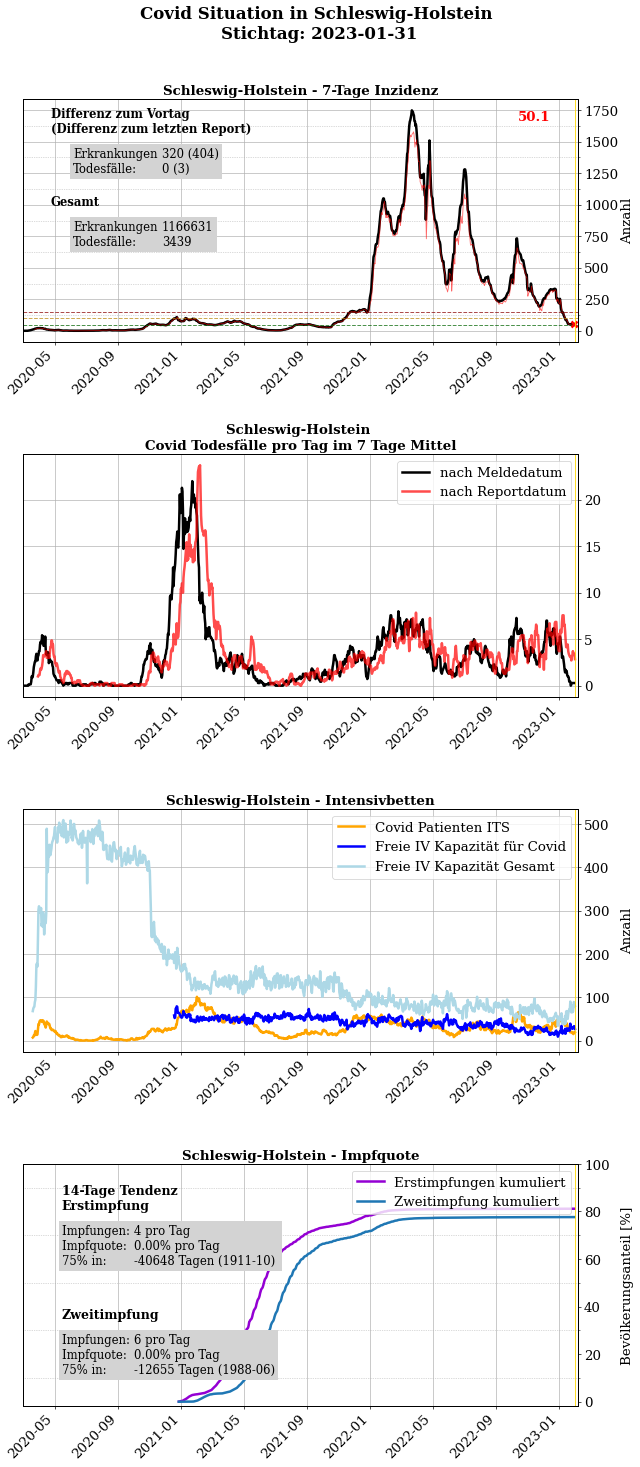 Covid Situation in Schleswig-Holstein
Stichtag: 2023-01-31
Schleswig-Holstein - 7-Tage Inzidenz
Differenz zum Vortag
(Differenz zum letzten Report)
Erkrankungen 320 (404)
Todesfälle: 0 (3)
Gesamt
Erkrankungen 1166631
Todesfälle: 3439
50.1
1750
1500
1250
1000
750
500
250
0
Anzahl
2020-05
2020-09
2021-01
2021-05
2021-09
2022-01
2022-05
2022-09
2023-01
Schleswig-Holstein
Covid Todesfälle pro Tag im 7 Tage Mittel
nach Meldedatum
nach Reportdatum
20
15
10
5
0
2020-05
2020-09
2021-01
2021-05
2021-09
2022-01
2022-05
2022-09
2023-01
Schleswig-Holstein - Intensivbetten
Covid Patienten ITS
Freie IV Kapazität für Covid
Freie IV Kapazität Gesamt
500
400
300
200
100
0
Anzahl
2020-05
2020-09
2021-01
2021-05
2021-09
2022-01
2022-05
2022-09
2023-01
Schleswig-Holstein - Impfquote
14-Tage Tendenz
Erstimpfung
Impfungen: 4 pro Tag
Impfquote: 0.00% pro Tag
75% in: -40648 Tagen (1911-10)
Zweitimpfung
Impfungen: 6 pro Tag
Impfquote: 0.00% pro Tag
75% in: -12655 Tagen (1988-06)
Erstimpfungen kumuliert
Zweitimpfung kumuliert
100
80
60
40
20
0
Bevölkerungsanteil [%]
2020-05
2020-09
2021-01
2021-05
2021-09
2022-01
2022-05
2022-09
2023-01